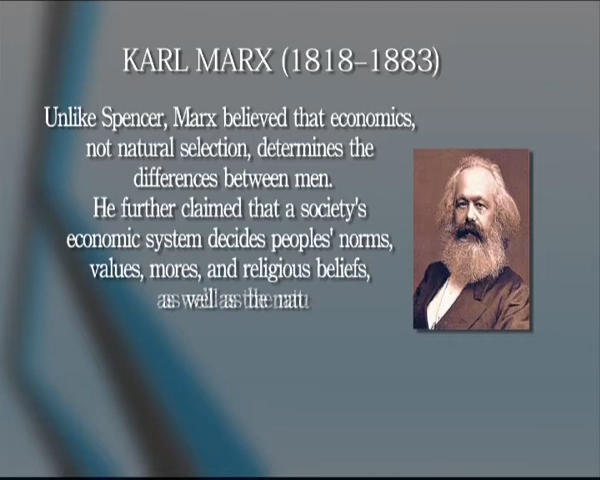 KARL MARX (1818–1883)
Unlike Spencer, Marx believed that economics,
not natural selection, determines the
differences between men.
He further claimed that a society's
economic system decides peoples' norms,
values, mores, and religious beliefs,
as well as the